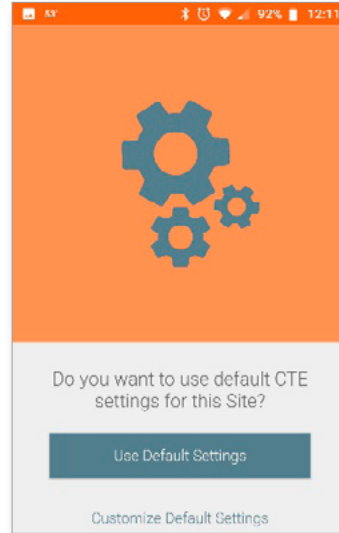 53° 92% 12:11
Do you want to use default CTE
settings for this Site?
Use Default Settings
Customize Default Settings